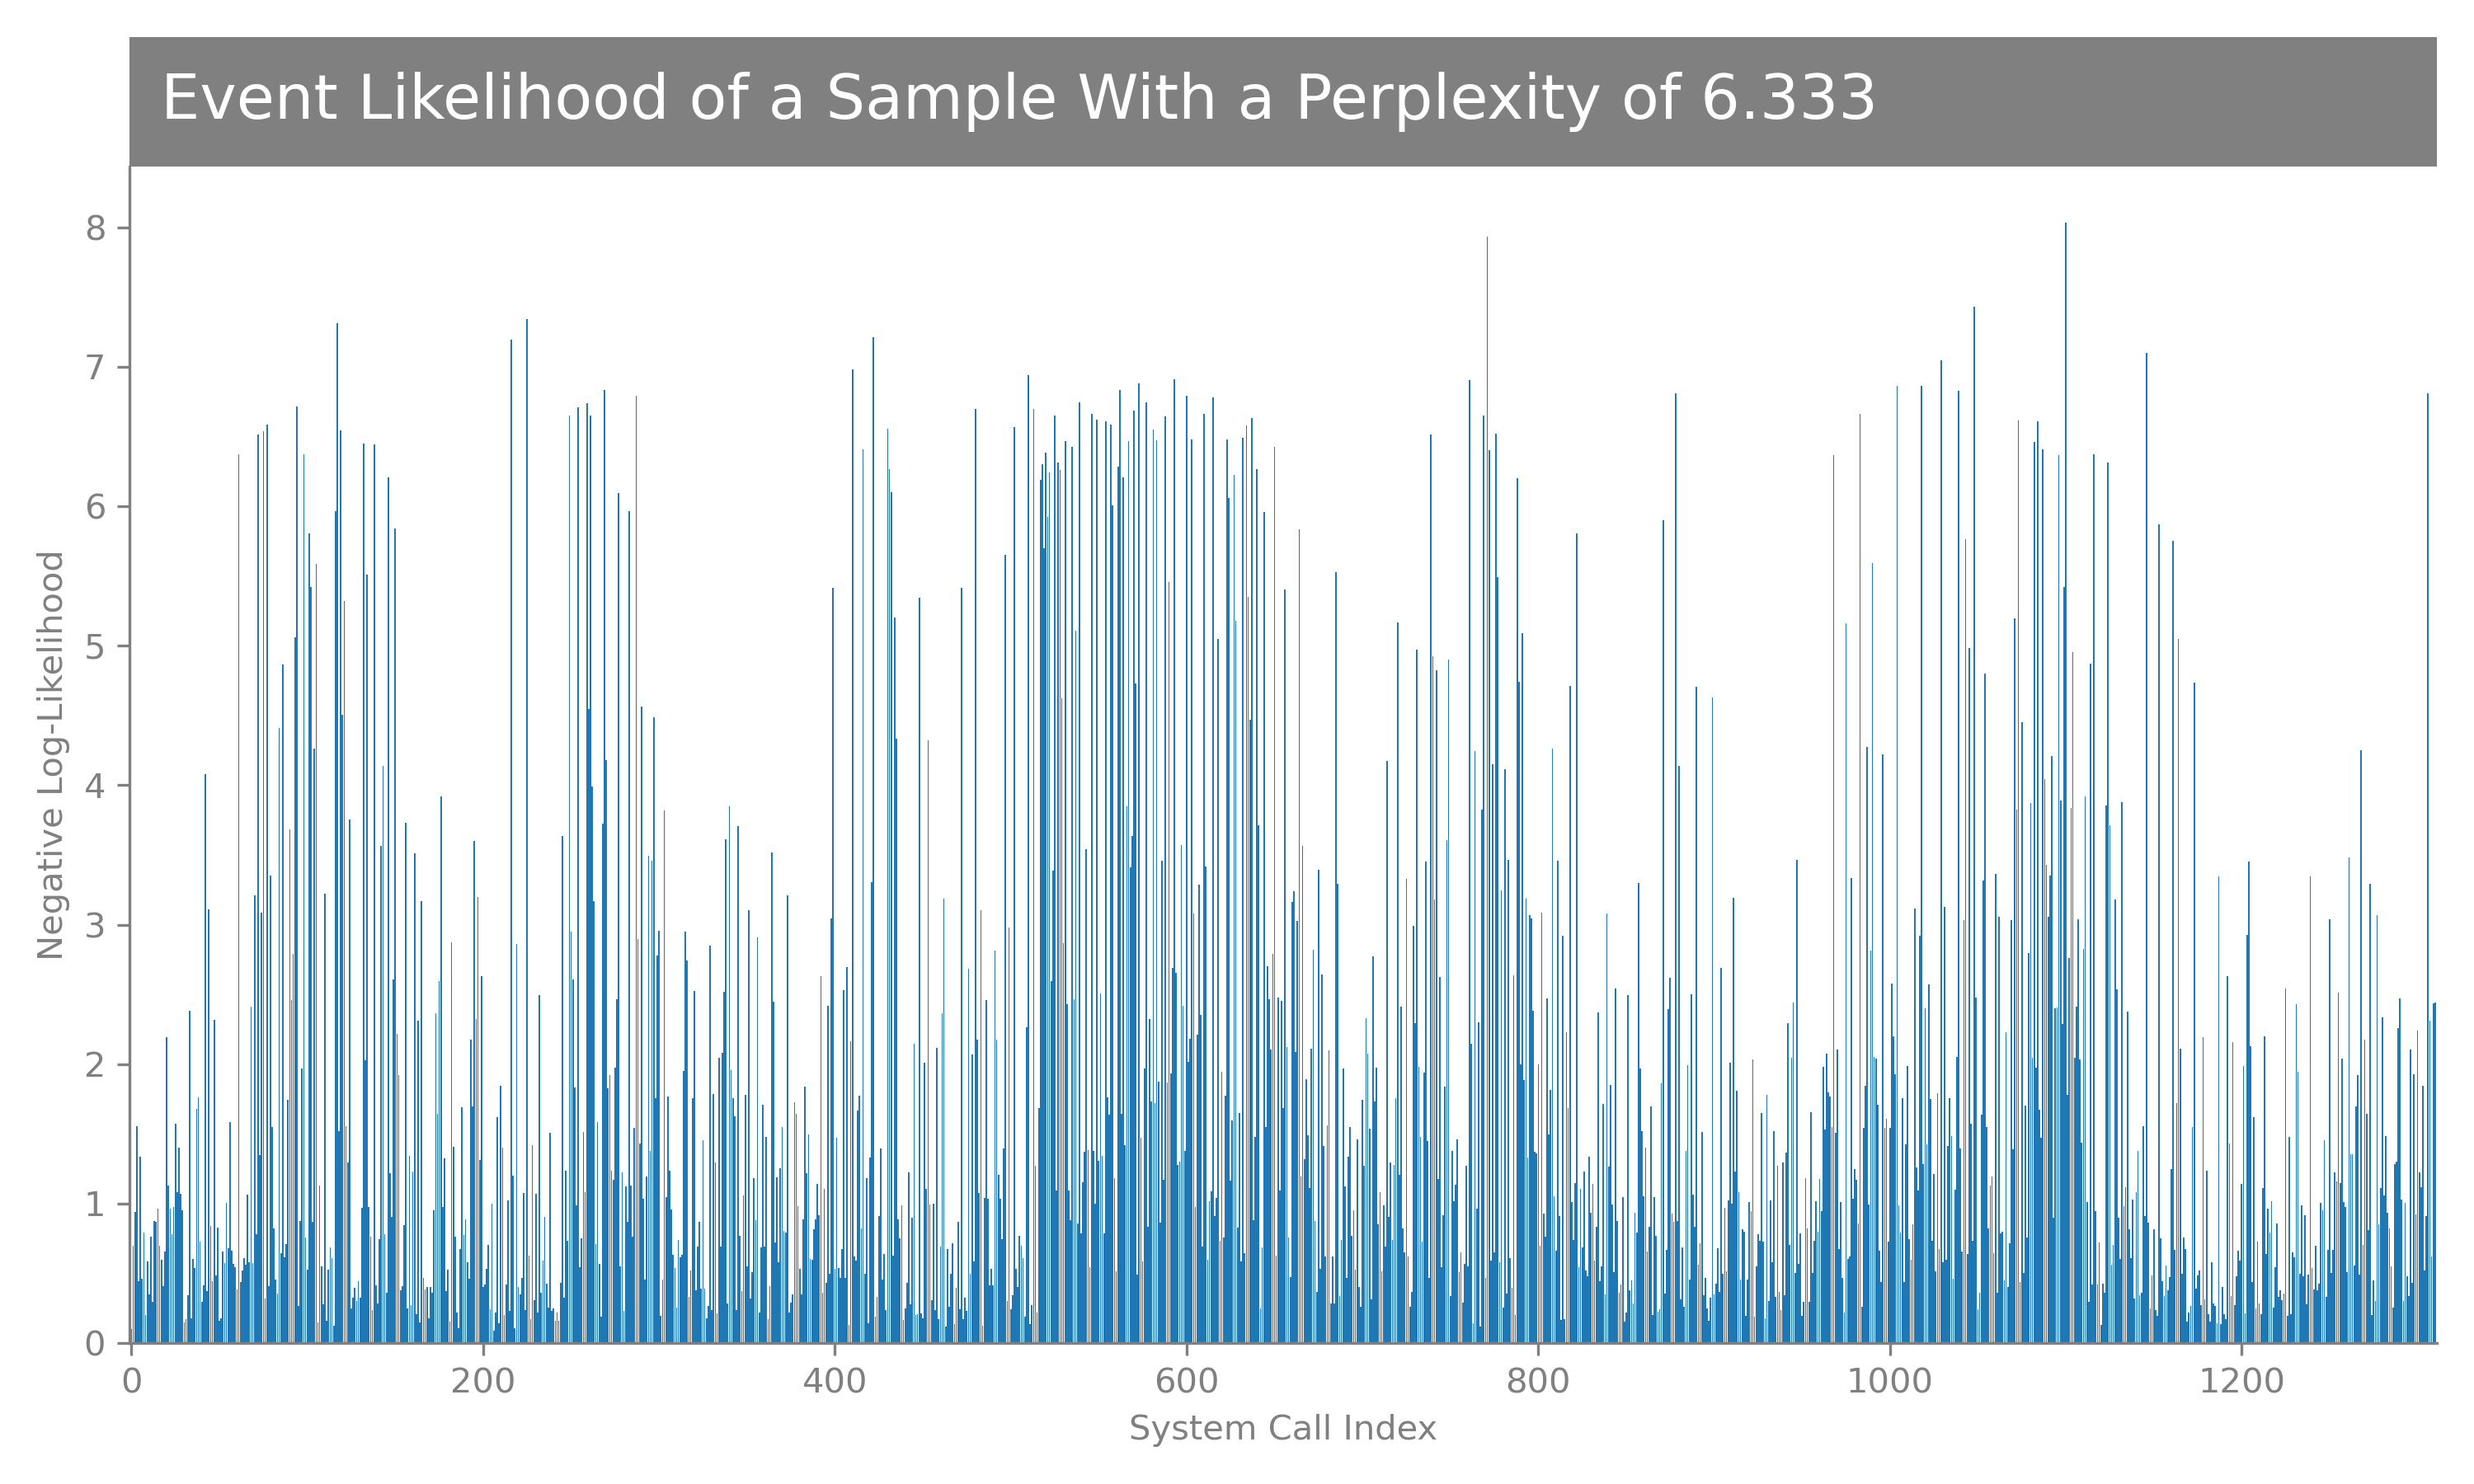 Event Likelihood of a Sample With a Perplexity of 6.333
8
7
6
5
4
3
2
1
0
Negative Log-Likelihood
0 200 400 600 800 1000 1200
System Call Index